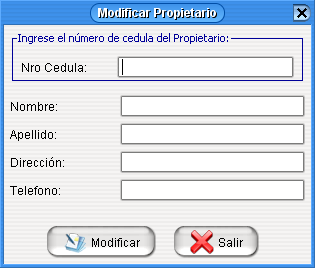 Modificar Propietario
Ingrese el número de cedula del Propietario:
Nro Cedula:
Nombre:
Apellido:
Dirección:
Telefono:
Modificar Salir